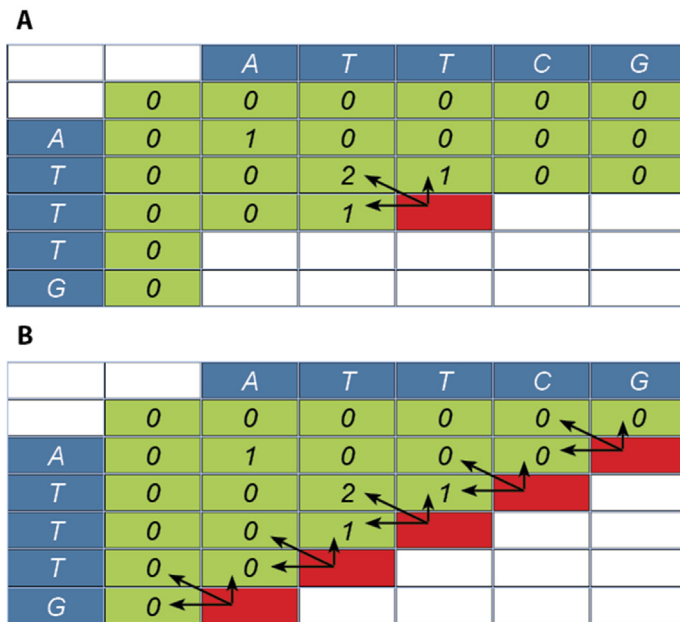 A
A T T C G
0 0 0 0 0 0
A 0 1 0 0 0 0
T 0 0 2 1 0 0
T 0 0 1
T 0
G 0
B
A T T C G
0 0 0 0 0 0
A 0 1 0 0 0
T 0 0 2 1
T 0 0 1
T 0 0
G 0